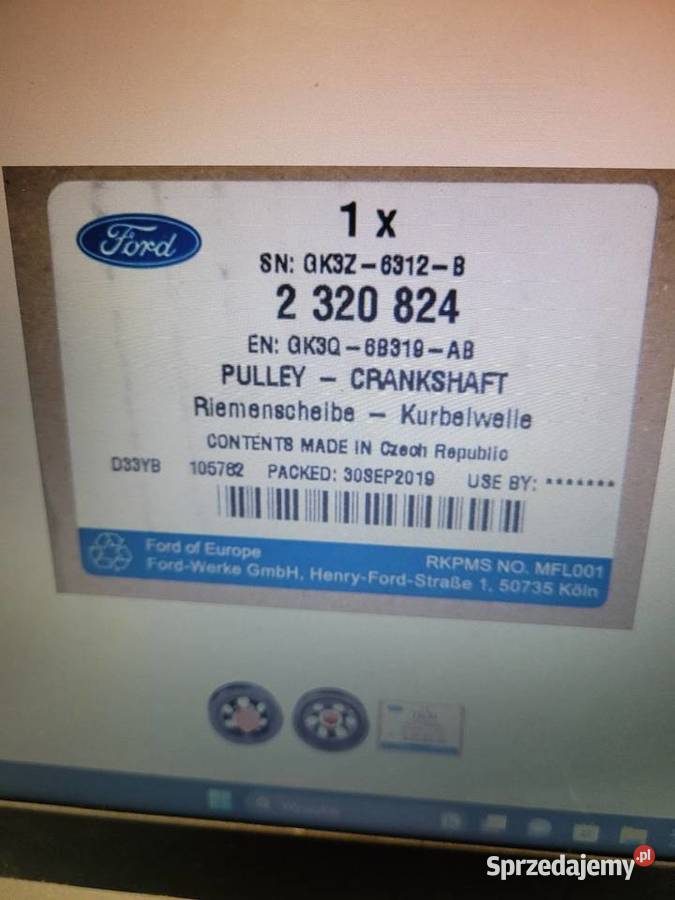 1 x
Ford
SN: GK3Z-6312-B
2 320 824
EN: GK3Q-6B319-AB
PULLEY - CRANKSHAFT
Riemenscheibe - Kurbelwelle
CONTENTS MADE IN Czech Republic
D33YB 105762 PACKED: 30SEP2019 USE BY: *******
Ford of Europe RKPMS NO. MFL001
Ford-Werke GmbH, Henry-Ford-Straße 1, 50735 Köln
Sprzedajemy.pl